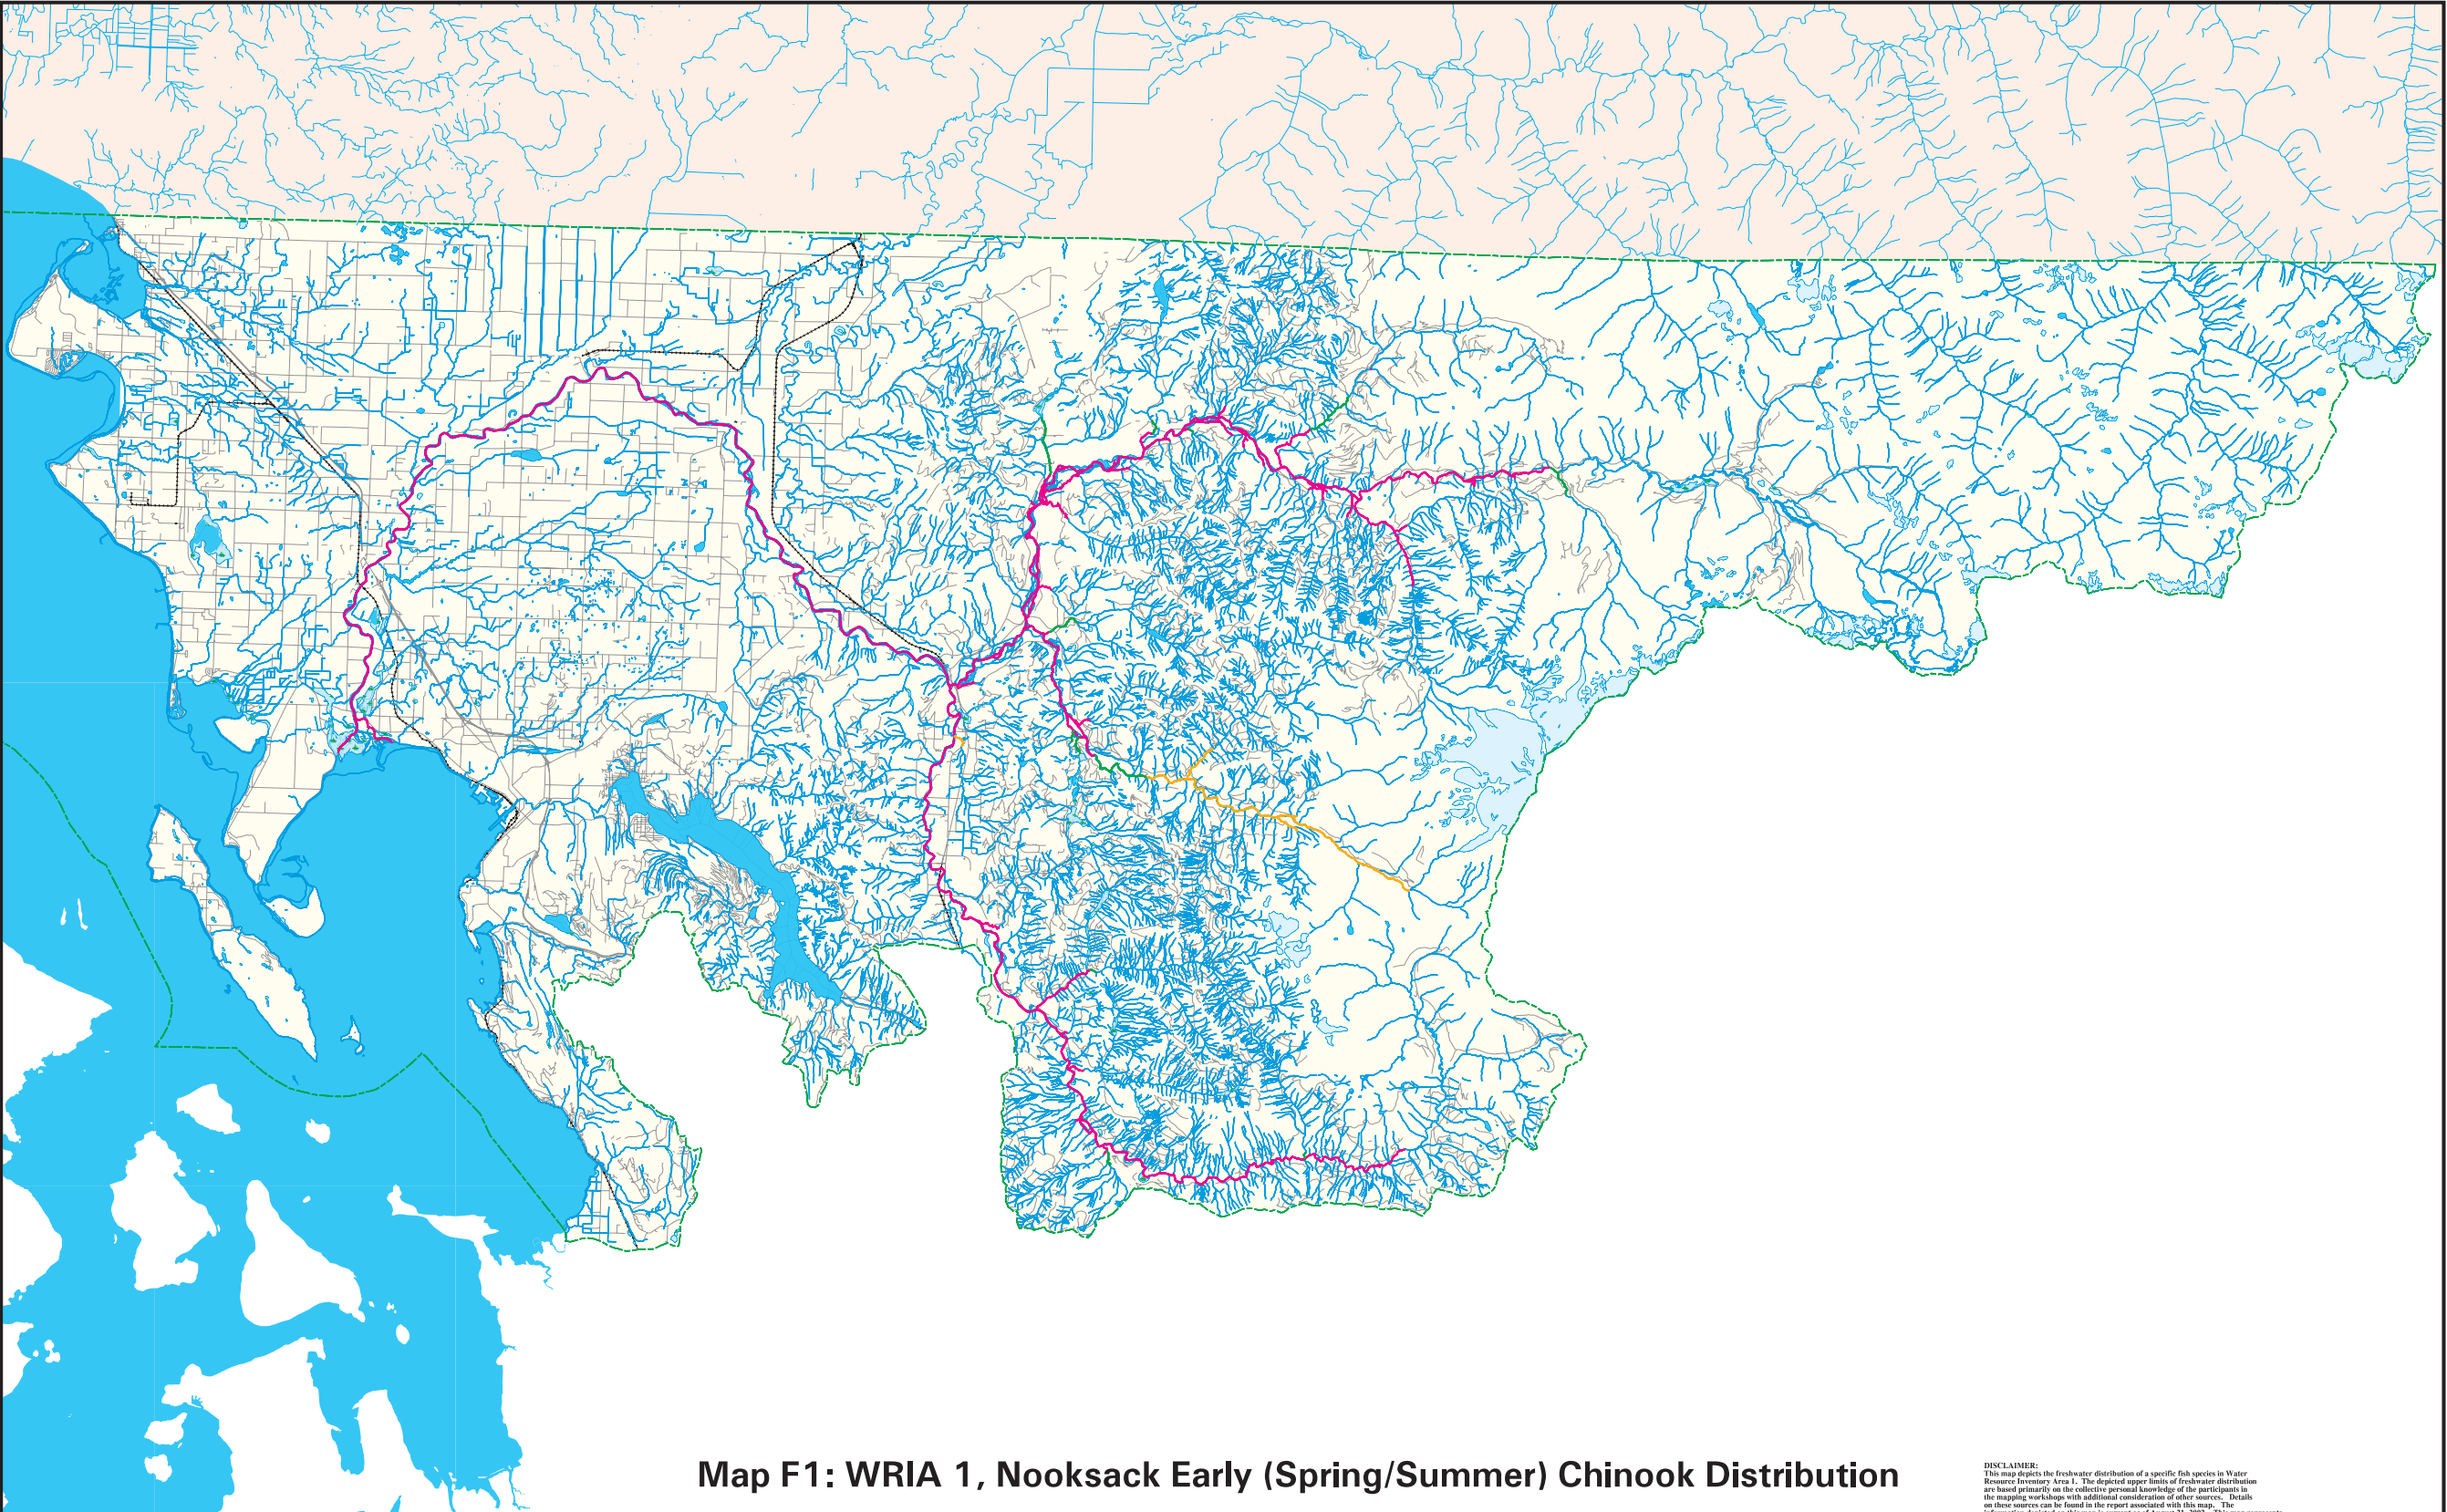 Map F1: WRIA 1, Nooksack Early (Spring/Summer) Chinook Distribution
DISCLAIMER:
This map depicts the freshwater distribution of a specific fish species in Water
Resource Inventory Area 1. The depicted upper limits of freshwater distribution
are based primarily on the collective personal knowledge of the participants in
the mapping workshops with additional consideration of other sources. Details
on these sources can be found in the report associated with this map. The